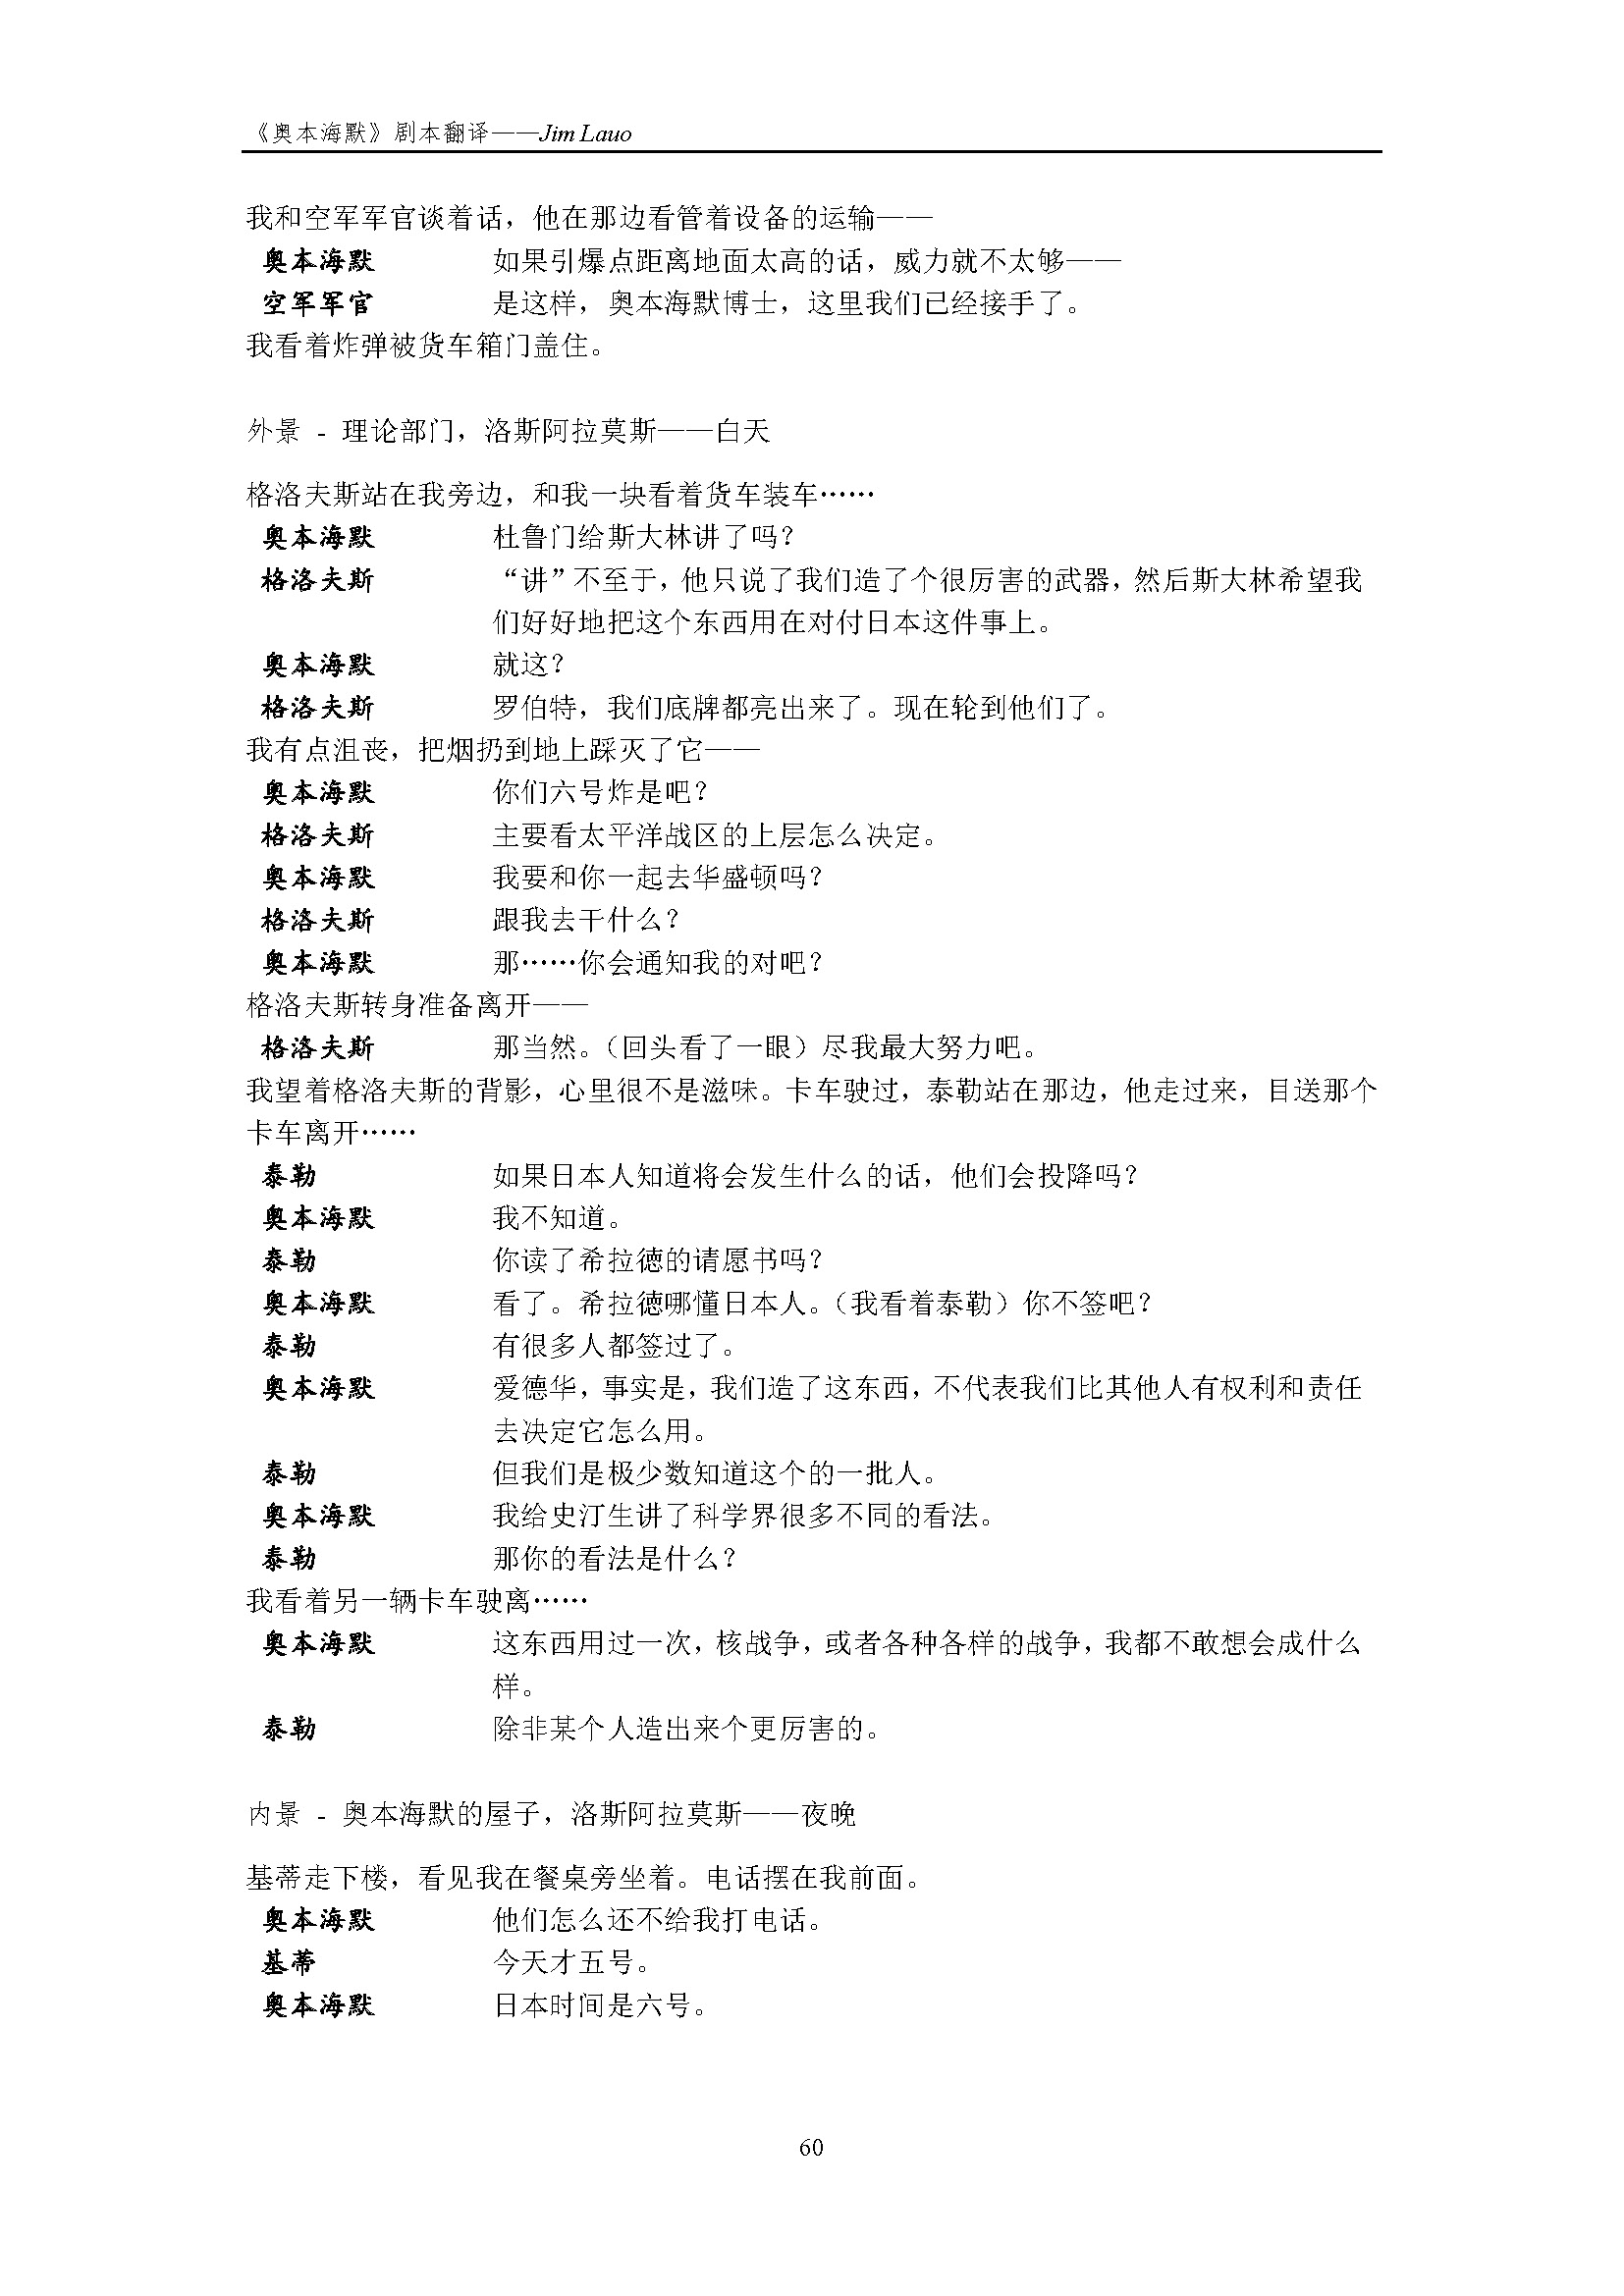 《奥本海默》剧本翻译——Jim Lauo
我和空军军官谈着话，他在那边看管着设备的运输——
奥本海默 如果引爆点距离地面太高的话，威力就不太够——
空军军官 是这样，奥本海默博士，这里我们已经接手了。
我看着炸弹被货车箱门盖住。
外景 - 理论部门，洛斯阿拉莫斯——白天
格洛夫斯站在我旁边，和我一块看着货车装车……
奥本海默 杜鲁门给斯大林讲了吗？
格洛夫斯 “讲”不至于，他只说了我们造了个很厉害的武器，然后斯大林希望我
们好好地把这个东西用在对付日本这件事上。
奥本海默 就这？
格洛夫斯 罗伯特，我们底牌都亮出来了。现在轮到他们了。
我有点沮丧，把烟扔到地上踩灭了它——
奥本海默 你们六号炸是吧？
格洛夫斯 主要看太平洋战区的上层怎么决定。
奥本海默 我要和你一起去华盛顿吗？
格洛夫斯 跟我去干什么？
奥本海默 那……你会通知我的对吧？
格洛夫斯转身准备离开——
格洛夫斯 那当然。（回头看了一眼）尽我最大努力吧。
我望着格洛夫斯的背影，心里很不是滋味。卡车驶过，泰勒站在那边，他走过来，目送那个
卡车离开……
泰勒 如果日本人知道将会发生什么的话，他们会投降吗？
奥本海默 我不知道。
泰勒 你读了希拉德的请愿书吗？
奥本海默 看了。希拉德哪懂日本人。（我看着泰勒）你不签吧？
泰勒 有很多人都签过了。
奥本海默 爱德华，事实是，我们造了这东西，不代表我们比其他人有权利和责任
去决定它怎么用。
泰勒 但我们是极少数知道这个的一批人。
奥本海默 我给史汀生讲了科学界很多不同的看法。
泰勒 那你的看法是什么？
我看着另一辆卡车驶离……
奥本海默 这东西用过一次，核战争，或者各种各样的战争，我都不敢想会成什么
样。
泰勒 除非某个人造出来个更厉害的。
内景 - 奥本海默的屋子，洛斯阿拉莫斯——夜晚
基蒂走下楼，看见我在餐桌旁坐着。电话摆在我前面。
奥本海默 他们怎么还不给我打电话。
基蒂 今天才五号。
奥本海默 日本时间是六号。
60